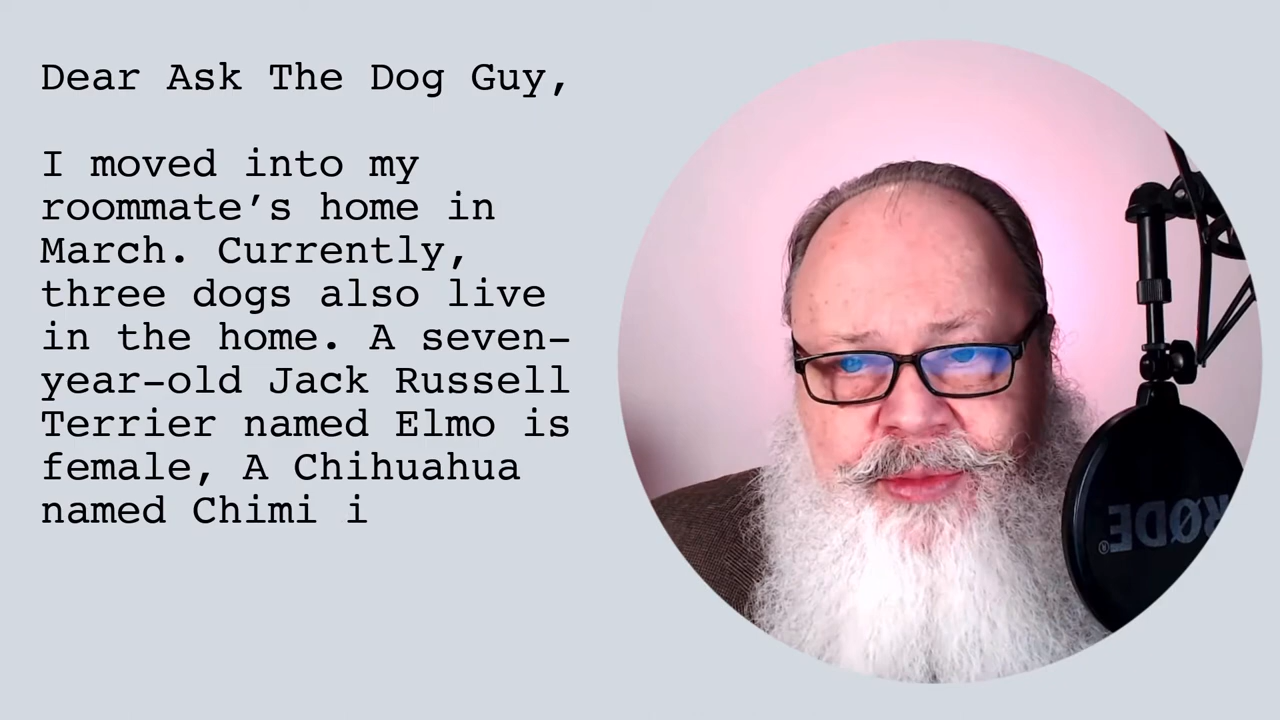 Dear Ask The Dog Guy,
I moved into my
roommate’s home in
March. Currently,
three dogs also live
in the home. A seven-
year-old Jack Russell
Terrier named Elmo is
female, A Chihuahua
named Chimi i
RØDE